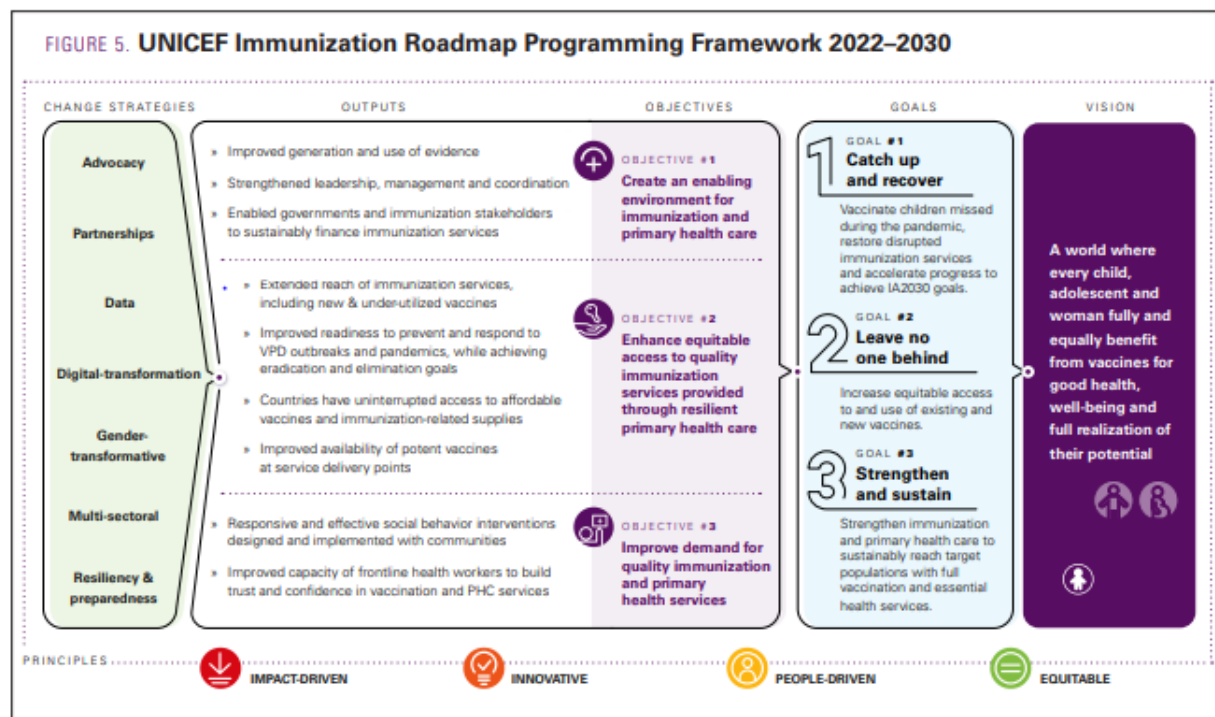 FIGURE 5. UNICEF Immunization Roadmap Programming Framework 2022–2030
CHANGE STRATEGIES
OUTPUTS
OBJECTIVES
GOALS
VISION
Advocacy
Partnerships
Data
Digital-transformation
Gender-
transformative
Multi-sectoral
Resiliency &
preparedness
» Improved generation and use of evidence
» Strengthened leadership, management and coordination
» Enabled governments and immunization stakeholders
to sustainably finance immunization services
» Extended reach of immunization services,
including new & under-utilized vaccines
» Improved readiness to prevent and respond to
VPD outbreaks and pandemics, while achieving
eradication and elimination goals
» Countries have uninterrupted access to affordable
vaccines and immunization-related supplies
» Improved availability of potent vaccines
at service delivery points
» Responsive and effective social behavior interventions
designed and implemented with communities
» Improved capacity of frontline health workers to build
trust and confidence in vaccination and PHC services
OBJECTIVE #1
Create an enabling
environment for
immunization and
primary health care
OBJECTIVE #2
Enhance equitable
access to quality
immunization
services provided
through resilient
primary health care
OBJECTIVE #3
Improve demand for
quality immunization
and primary
health services
1
GOAL #1
Catch up
and recover
Vaccinate children missed
during the pandemic,
restore disrupted
immunization services
and accelerate progress to
achieve IA2030 goals.
2
GOAL #2
Leave no
one behind
Increase equitable access
to and use of existing and
new vaccines.
3
GOAL #3
Strengthen
and sustain
Strengthen immunization
and primary health care to
sustainably reach target
populations with full
vaccination and essential
health services.
A world where
every child,
adolescent and
woman fully and
equally benefit
from vaccines for
good health,
well-being and
full realization of
their potential
PRINCIPLES
IMPACT-DRIVEN
INNOVATIVE
PEOPLE-DRIVEN
EQUITABLE